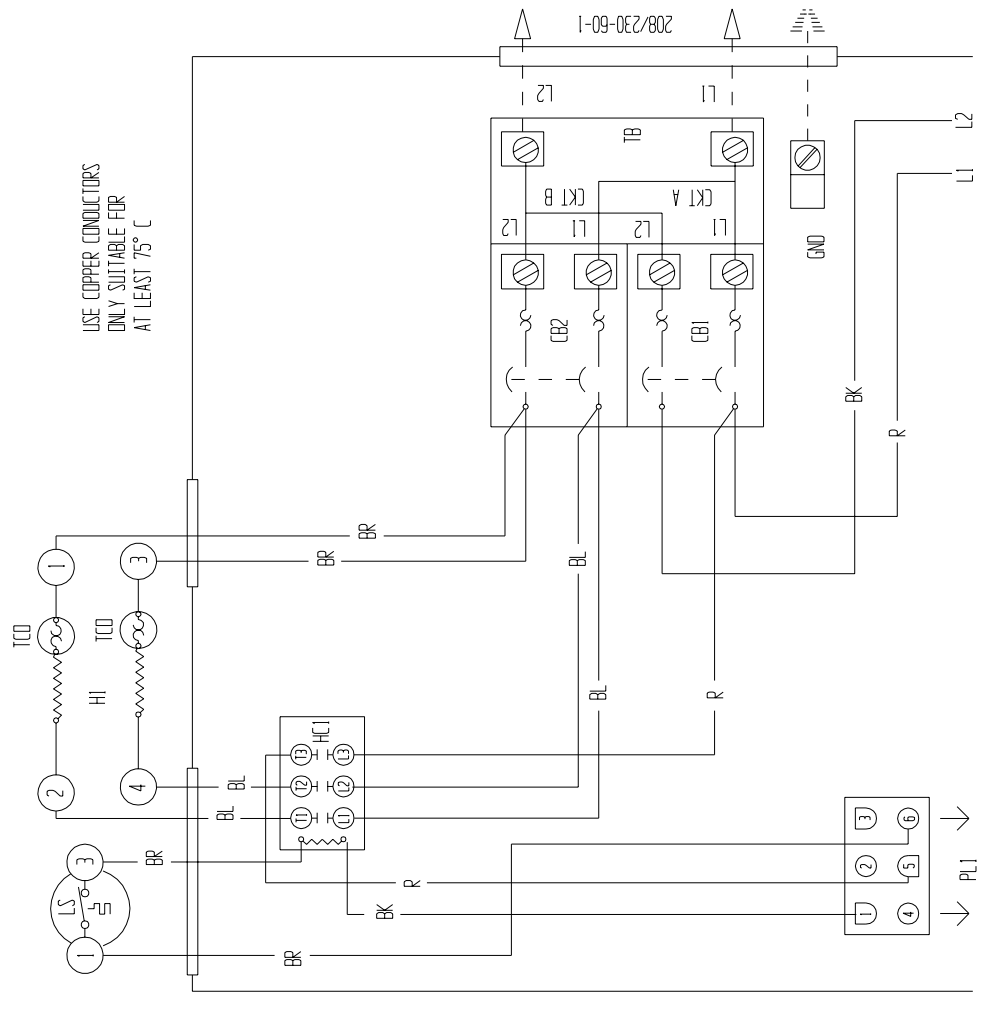 208/230-60-1
L2
L1
TB
CKT B
CKT A
L2
L1
L2
L1
CB2
CB1
GND
L2
L1
BK
R
USE COPPER CONDUCTORS
ONLY SUITABLE FOR
AT LEAST 75° C
BR
BR
BL
BL
R
1
3
TCO
TCO
H1
2
4
HC1
T3
L3
T2
L2
T1
L1
BL
BL
LS
3
1
BR
R
BK
BR
3
6
2
5
1
4
PL1